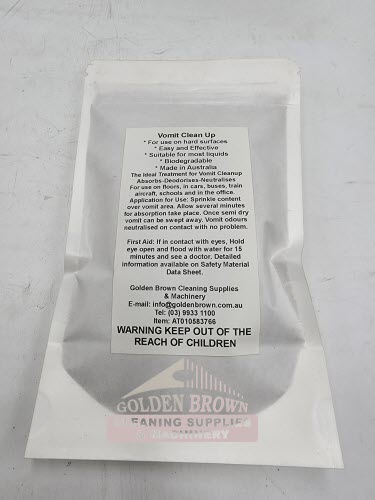 Vomit Clean Up
* For use on hard surfaces
* Easy and Effective
* Suitable for most liquids
* Biodegradable
* Made in Australia
The Ideal Treatment for Vomit Cleanup
Absorbs-Deodorises-Neutralises
For use on floors, in cars, buses, train
aircraft, schools and in the office.
Application for Use: Sprinkle content
over vomit area. Allow several minutes
for absorption take place. Once semi dry
vomit can be swept away. Vomit odours
neutralised on contact with no problem.
First Aid: If in contact with eyes, Hold
eye open and flood with water for 15
minutes and see a doctor. Detailed
information available on Safety Material
Data Sheet.
Golden Brown Cleaning Supplies
& Machinery
E-mail: info@goldenbrown.com.au
Tel: (03) 9933 1100
Item: AT010583766
WARNING KEEP OUT OF THE
REACH OF CHILDREN
GOLDEN BROWN
CLEANING SUPPLIES
& MACHINERY